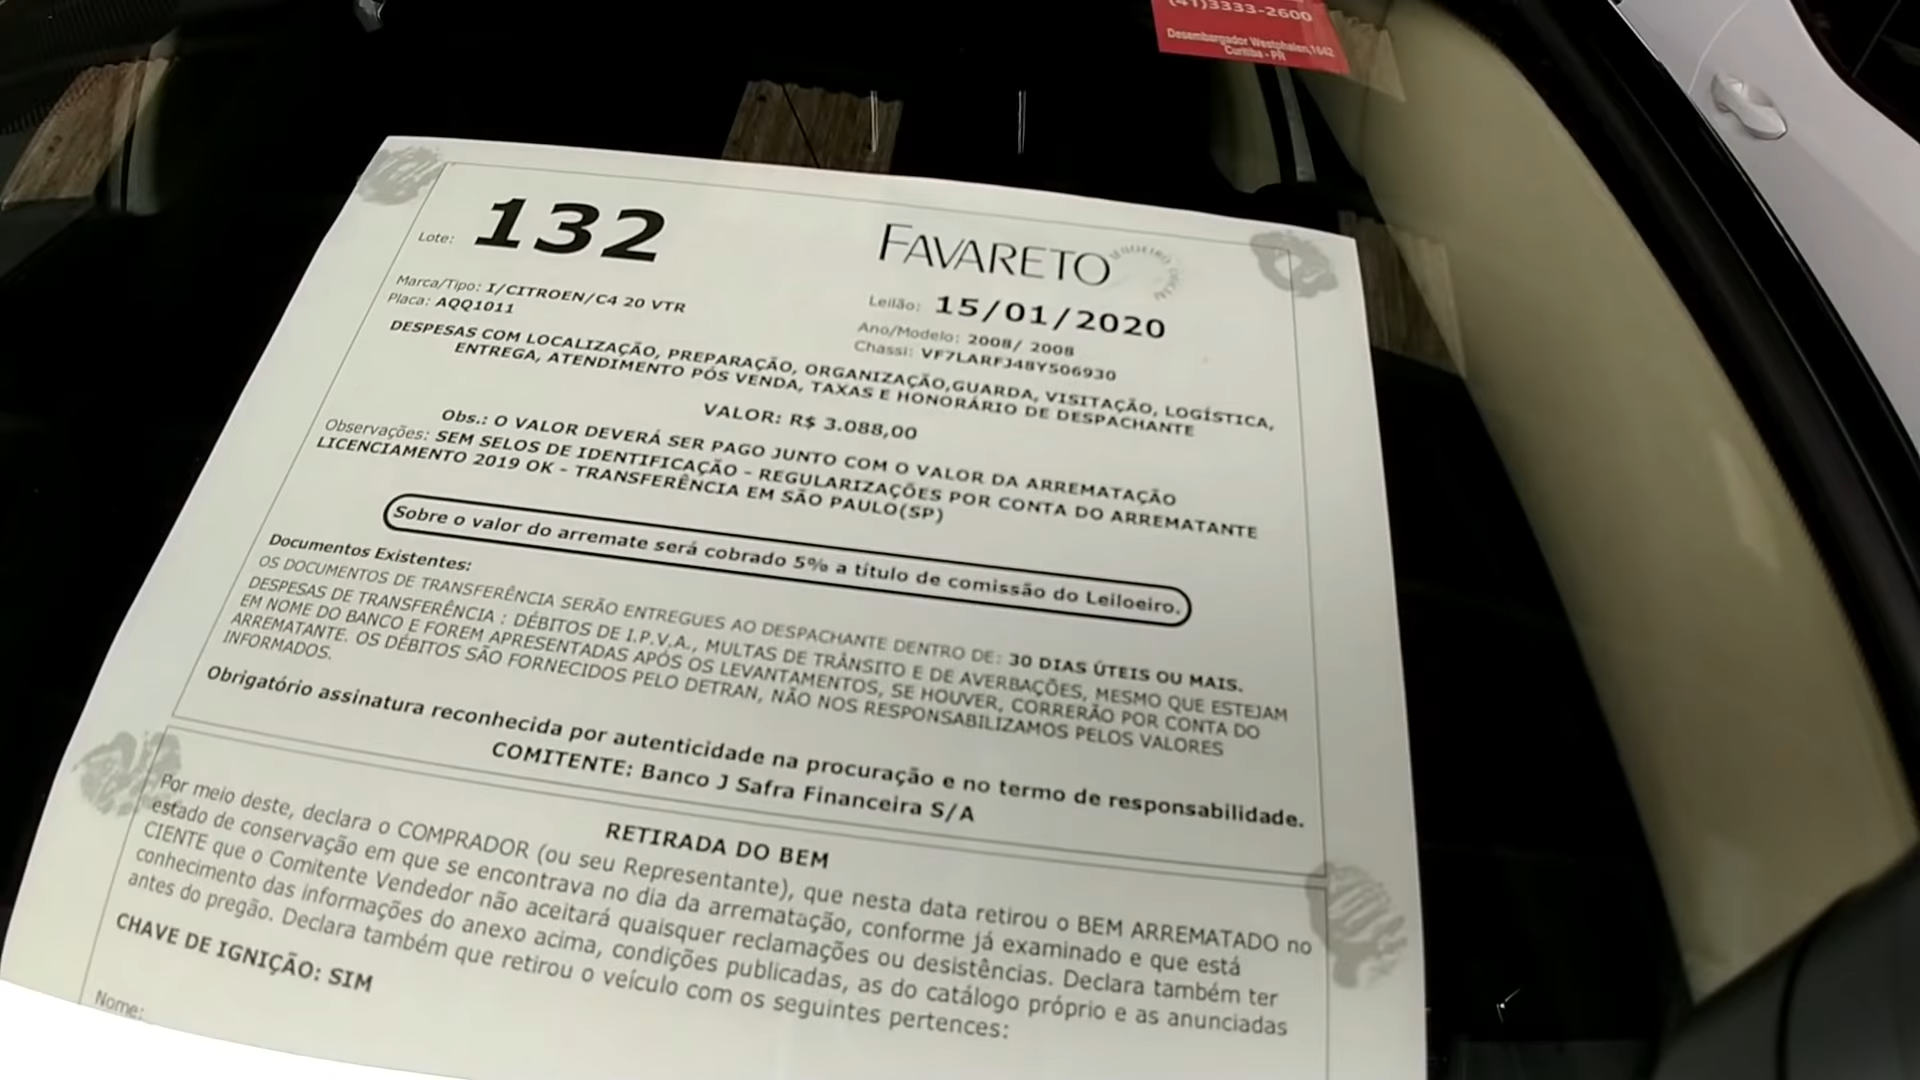 (41)3333-2600
Desembargador Westphalen, 1642
Curitiba - PR
Lote: 132
FAVARETO
LEILOEIRO OFICIAL
Marca/Tipo: I/CITROEN/C4 20 VTR
Leilão: 15/01/2020
Placa: AQQ1011
Ano/Modelo: 2008/ 2008
Chassi: VF7LARFJ48Y506930
DESPESAS COM LOCALIZAÇÃO, PREPARAÇÃO, ORGANIZAÇÃO,GUARDA, VISITAÇÃO, LOGÍSTICA,
ENTREGA, ATENDIMENTO PÓS VENDA, TAXAS E HONORÁRIO DE DESPACHANTE
VALOR: R$ 3.088,00
Obs.: O VALOR DEVERÁ SER PAGO JUNTO COM O VALOR DA ARREMATAÇÃO
Observações: SEM SELOS DE IDENTIFICAÇÃO - REGULARIZAÇÕES POR CONTA DO ARREMATANTE
LICENCIAMENTO 2019 OK - TRANSFERÊNCIA EM SÃO PAULO(SP)
Sobre o valor do arremate será cobrado 5% a título de comissão do Leiloeiro.
Documentos Existentes:
OS DOCUMENTOS DE TRANSFERÊNCIA SERÃO ENTREGUES AO DESPACHANTE DENTRO DE: 30 DIAS ÚTEIS OU MAIS.
DESPESAS DE TRANSFERÊNCIA : DÉBITOS DE I.P.V.A., MULTAS DE TRÂNSITO E DE AVERBAÇÕES, MESMO QUE ESTEJAM
EM NOME DO BANCO E FOREM APRESENTADAS APÓS OS LEVANTAMENTOS, SE HOUVER, CORRERÃO POR CONTA DO
ARREMATANTE. OS DÉBITOS SÃO FORNECIDOS PELO DETRAN, NÃO NOS RESPONSABILIZAMOS PELOS VALORES
INFORMADOS.
Obrigatório assinatura reconhecida por autenticidade na procuração e no termo de responsabilidade.
COMITENTE: Banco J Safra Financeira S/A
RETIRADA DO BEM
Por meio deste, declara o COMPRADOR (ou seu Representante), que nesta data retirou o BEM ARREMATADO no
estado de conservação em que se encontrava no dia da arrematação, conforme já examinado e que está
CIENTE que o Comitente Vendedor não aceitará quaisquer reclamações ou desistências. Declara também ter
conhecimento das informações do anexo acima, condições publicadas, as do catálogo próprio e as anunciadas
antes do pregão. Declara também que retirou o veículo com os seguintes pertences:
CHAVE DE IGNIÇÃO: SIM
Nome: